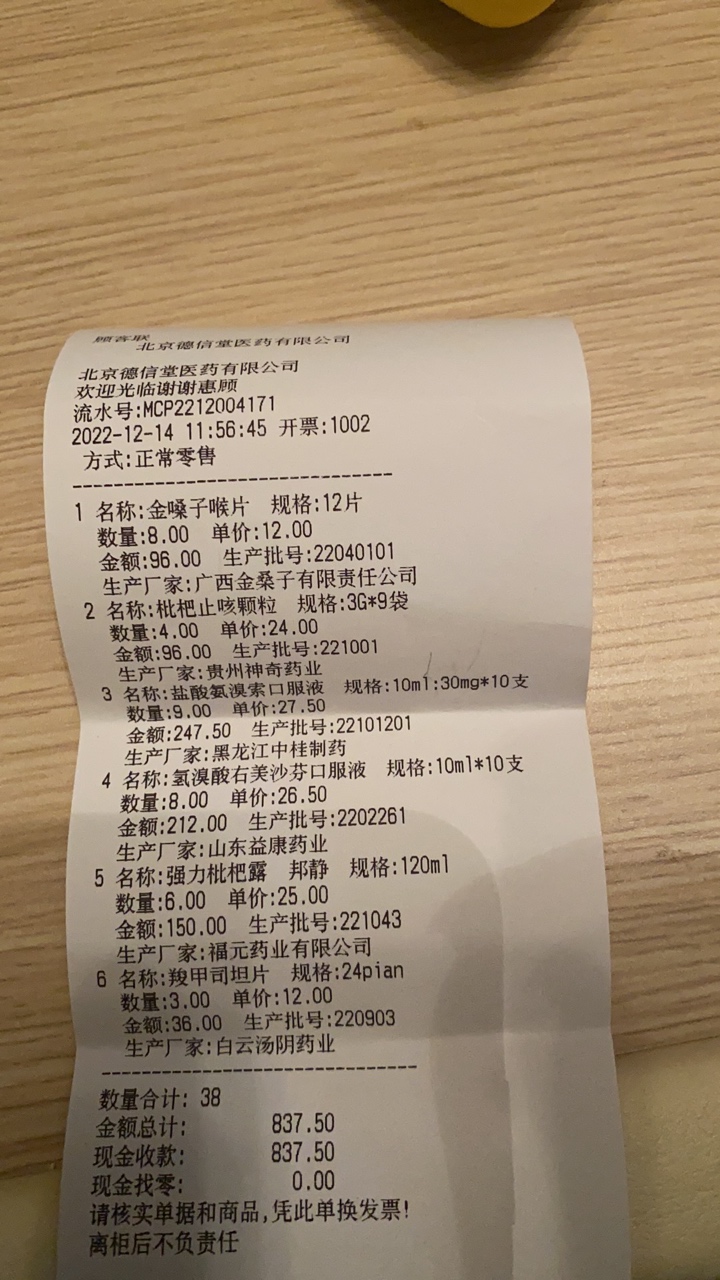 顾客联
北京德信堂医药有限公司
北京德信堂医药有限公司
欢迎光临谢谢惠顾
流水号:MCP2212004171
2022-12-14 11:56:45 开票:1002
方式:正常零售
--------------------------------
1 名称:金嗓子喉片 规格:12片
数量:8.00 单价:12.00
金额:96.00 生产批号:22040101
生产厂家:广西金桑子有限责任公司
2 名称:枇杷止咳颗粒 规格:3G*9袋
数量:4.00 单价:24.00
金额:96.00 生产批号:221001
生产厂家:贵州神奇药业
3 名称:盐酸氨溴索口服液 规格:10ml:30mg*10支
数量:9.00 单价:27.50
金额:247.50 生产批号:22101201
生产厂家:黑龙江中桂制药
4 名称:氢溴酸右美沙芬口服液 规格:10ml*10支
数量:8.00 单价:26.50
金额:212.00 生产批号:2202261
生产厂家:山东益康药业
5 名称:强力枇杷露 邦静 规格:120ml
数量:6.00 单价:25.00
金额:150.00 生产批号:221043
生产厂家:福元药业有限公司
6 名称:羧甲司坦片 规格:24pian
数量:3.00 单价:12.00
金额:36.00 生产批号:220903
生产厂家:白云汤阴药业
--------------------------------
数量合计: 38
金额总计: 837.50
现金收款: 837.50
现金找零: 0.00
请核实单据和商品,凭此单换发票!
离柜后不负责任